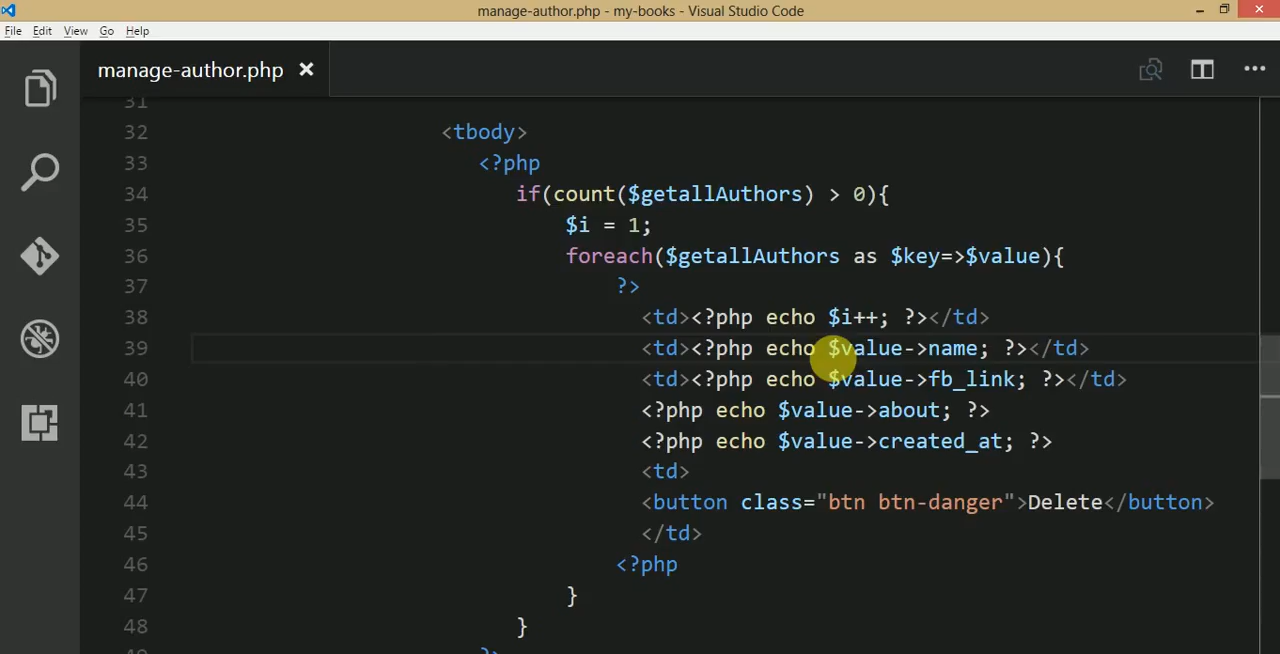 manage-author.php - my-books - Visual Studio Code
File Edit View Go Help
manage-author.php
31
32 <tbody>
33 <?php
34 if(count($getallAuthors) > 0){
35 $i = 1;
36 foreach($getallAuthors as $key=>$value){
37 ?>
38 <td><?php echo $i++; ?></td>
39 <td><?php echo $value->name; ?></td>
40 <td><?php echo $value->fb_link; ?></td>
41 <?php echo $value->about; ?>
42 <?php echo $value->created_at; ?>
43 <td>
44 <button class="btn btn-danger">Delete</button>
45 </td>
46 <?php
47 }
48 }
49 ?>